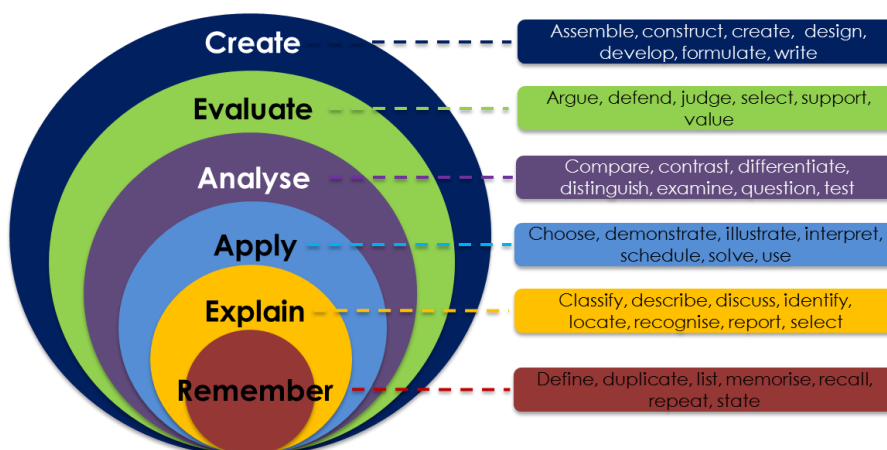 Create
Assemble, construct, create, design,
develop, formulate, write
Evaluate
Argue, defend, judge, select, support,
value
Analyse
Compare, contrast, differentiate,
distinguish, examine, question, test
Apply
Choose, demonstrate, illustrate, interpret,
schedule, solve, use
Explain
Classify, describe, discuss, identify,
locate, recognise, report, select
Remember
Define, duplicate, list, memorise, recall,
repeat, state